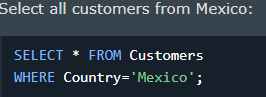 Select all customers from Mexico:
SELECT * FROM Customers
WHERE Country='Mexico';